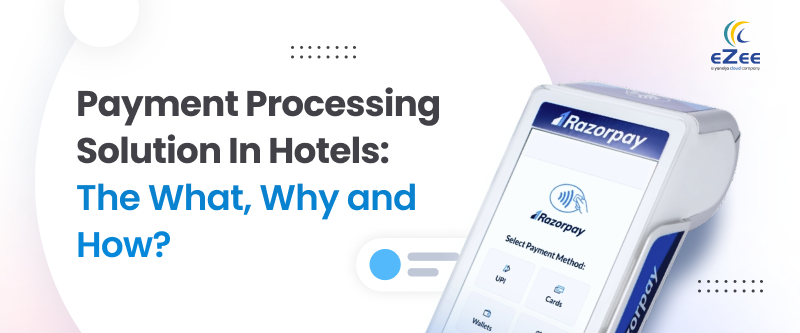 eZee
a yanolja cloud company
Payment Processing
Solution In Hotels:
The What, Why and
How?
Razorpay
Razorpay
Select Payment Method:
UPI
Cards
Wallets
Razorpay